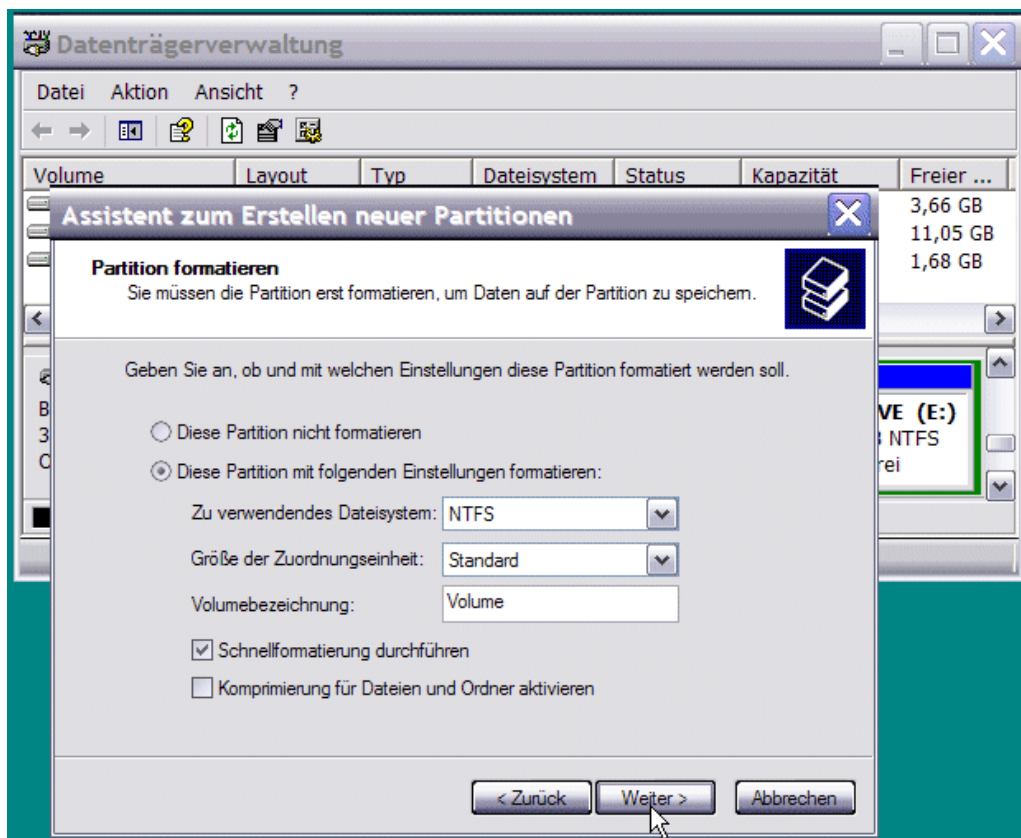 Datenträgerverwaltung
Datei Aktion Ansicht ?
Volume Layout Typ Dateisystem Status Kapazität Freier ...
3,66 GB
11,05 GB
1,68 GB
Assistent zum Erstellen neuer Partitionen
Partition formatieren
Sie müssen die Partition erst formatieren, um Daten auf der Partition zu speichern.
Geben Sie an, ob und mit welchen Einstellungen diese Partition formatiert werden soll.
Diese Partition nicht formatieren
Diese Partition mit folgenden Einstellungen formatieren:
Zu verwendendes Dateisystem: NTFS
Größe der Zuordnungseinheit: Standard
Volumebezeichnung: Volume
Schnellformatierung durchführen
Komprimierung für Dateien und Ordner aktivieren
< Zurück Weiter > Abbrechen
B
3
VE (E:)
NTFS
rei